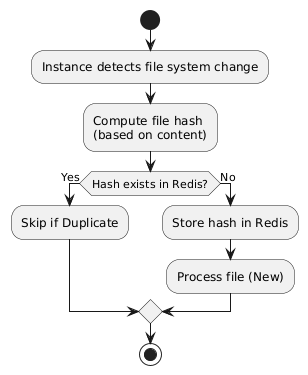 Instance detects file system change
Compute file hash
(based on content)
Hash exists in Redis?
Yes
No
Skip if Duplicate
Store hash in Redis
Process file (New)